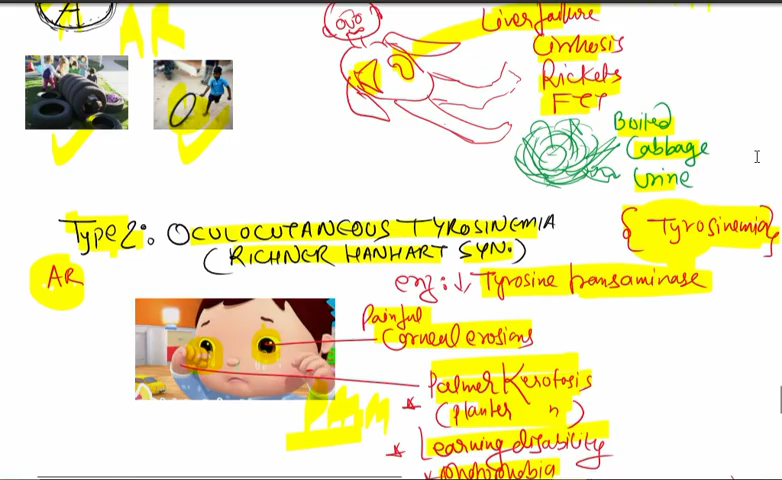 A
AR
Liver failure
Cirrhosis
Rickets
Boiled
Cabbage
Urine
Type 2: OCULOCUTANEOUS TYROSINEMIA
(RICHNER HANHART SYN.)
{ Tyrosinemia }
AR
enz: ↓ Tyrosine transaminase
Painful
Corneal erosions
Palmer Keratosis
(planter " )
Learning disability
photophobia